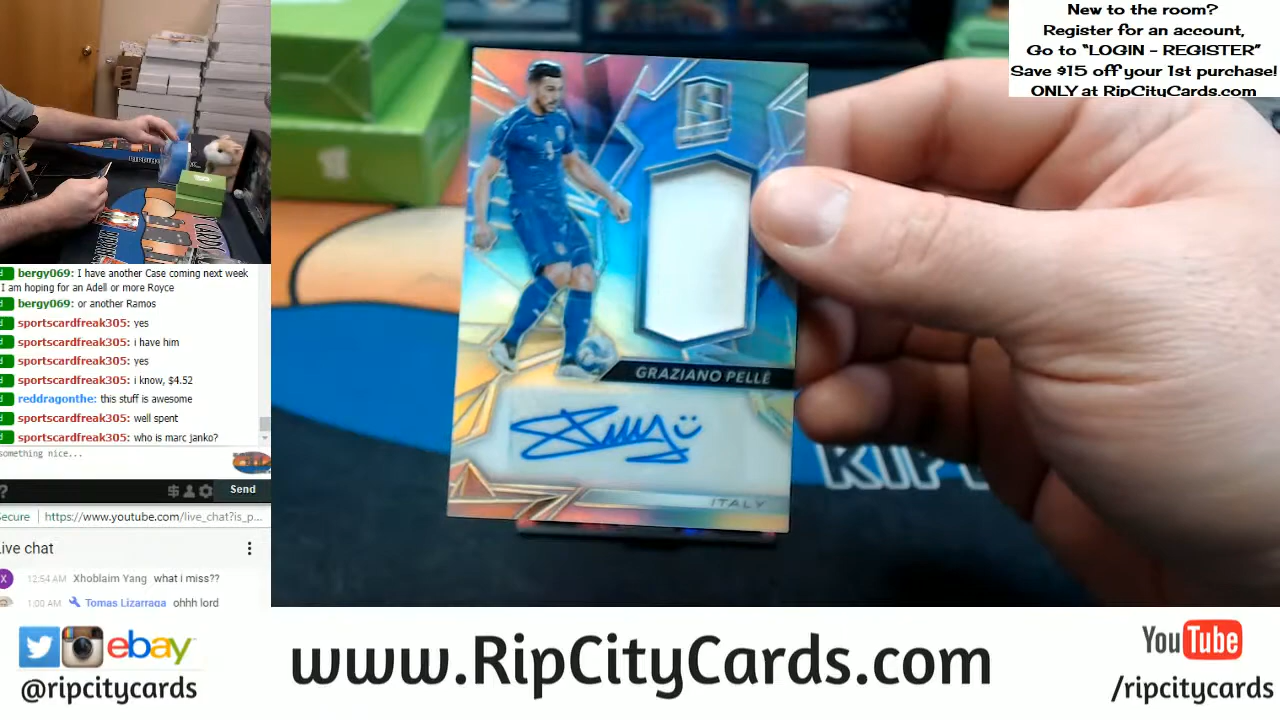 New to the room?
Register for an account,
Go to “LOGIN - REGISTER”
Save $15 off your 1st purchase!
ONLY at RipCityCards.com
S
GRAZIANO PELLÈ
ITALY
bergy069: I have another Case coming next week
I am hoping for an Adell or more Royce
bergy069: or another Ramos
sportscardfreak305: yes
sportscardfreak305: i have him
sportscardfreak305: yes
sportscardfreak305: i know, $4.52
reddragonthe: this stuff is awesome
sportscardfreak305: well spent
sportscardfreak305: who is marc janko?
something nice...
? $ Send
Secure https://www.youtube.com/live_chat?is_p...
Live chat
X 12:54 AM Xhoblaim Yang what i miss??
1:00 AM Tomas Lizarraga ohhh lord
ebay
@ripcitycards
www.RipCityCards.com
YouTube
/ripcitycards